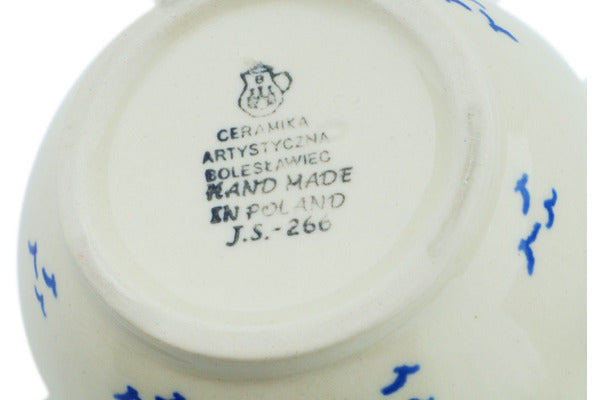 CERAMIKA
ARTYSTYCZNA
BOLESŁAWIEC
HAND MADE
IN POLAND
J.S.-266